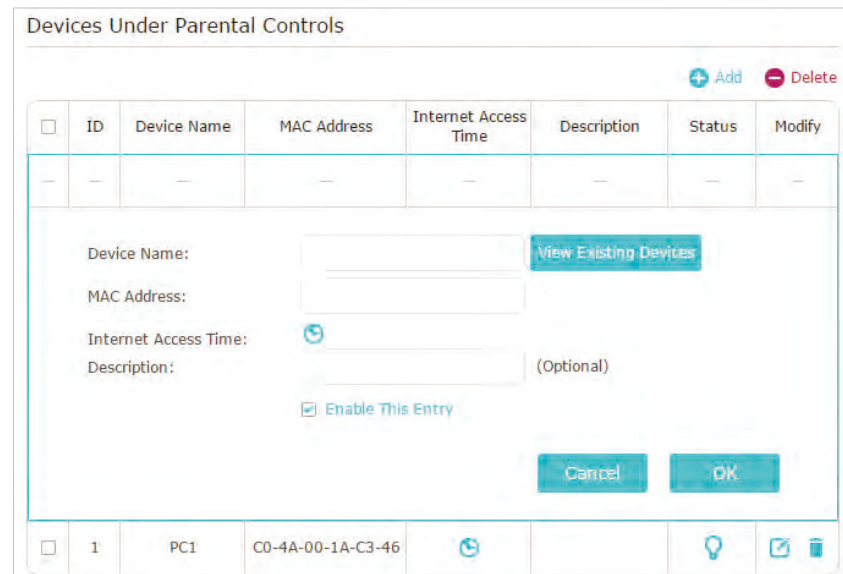 Devices Under Parental Controls
Add Delete
ID Device Name MAC Address Internet Access Time Description Status Modify
— — — — — — — —
Device Name: View Existing Devices
MAC Address:
Internet Access Time:
Description: (Optional)
Enable This Entry
Cancel OK
1 PC1 C0-4A-00-1A-C3-46